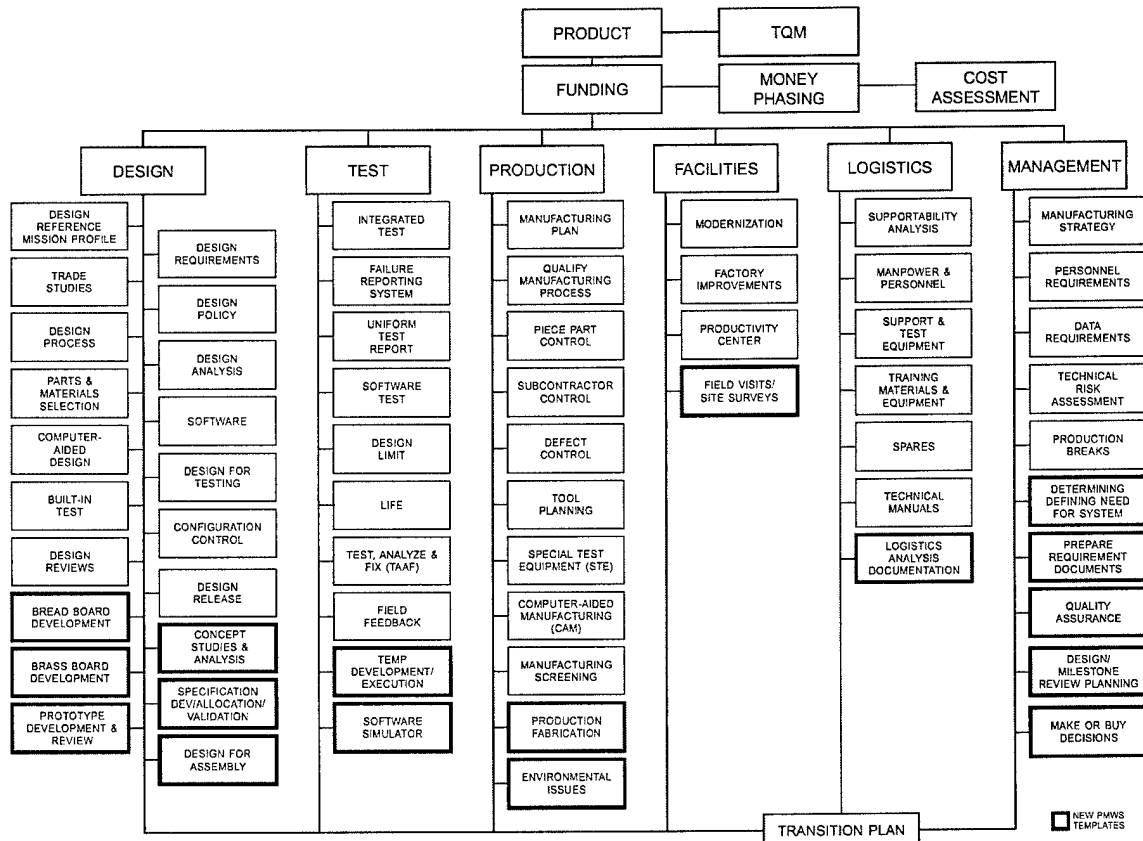 PRODUCT
TQM
FUNDING
MONEY
PHASING
COST
ASSESSMENT
DESIGN
TEST
PRODUCTION
FACILITIES
LOGISTICS
MANAGEMENT
DESIGN
REFERENCE
MISSION PROFILE
TRADE
STUDIES
DESIGN
PROCESS
PARTS &
MATERIALS
SELECTION
COMPUTER-
AIDED
DESIGN
BUILT-IN
TEST
DESIGN
REVIEWS
BREAD BOARD
DEVELOPMENT
BRASS BOARD
DEVELOPMENT
PROTOTYPE
DEVELOPMENT &
REVIEW
DESIGN
REQUIREMENTS
DESIGN
POLICY
DESIGN
ANALYSIS
SOFTWARE
DESIGN FOR
TESTING
CONFIGURATION
CONTROL
DESIGN
RELEASE
CONCEPT
STUDIES &
ANALYSIS
SPECIFICATION
DEV/ALLOCATION/
VALIDATION
DESIGN FOR
ASSEMBLY
INTEGRATED
TEST
FAILURE
REPORTING
SYSTEM
UNIFORM
TEST
REPORT
SOFTWARE
TEST
DESIGN
LIMIT
LIFE
TEST, ANALYZE &
FIX (TAAF)
FIELD
FEEDBACK
TEMP
DEVELOPMENT/
EXECUTION
SOFTWARE
SIMULATOR
MANUFACTURING
PLAN
QUALIFY
MANUFACTURING
PROCESS
PIECE PART
CONTROL
SUBCONTRACTOR
CONTROL
DEFECT
CONTROL
TOOL
PLANNING
SPECIAL TEST
EQUIPMENT (STE)
COMPUTER-AIDED
MANUFACTURING
(CAM)
MANUFACTURING
SCREENING
PRODUCTION
FABRICATION
ENVIRONMENTAL
ISSUES
MODERNIZATION
FACTORY
IMPROVEMENTS
PRODUCTIVITY
CENTER
FIELD VISITS/
SITE SURVEYS
SUPPORTABILITY
ANALYSIS
MANPOWER &
PERSONNEL
SUPPORT &
TEST
EQUIPMENT
TRAINING
MATERIALS &
EQUIPMENT
SPARES
TECHNICAL
MANUALS
LOGISTICS
ANALYSIS
DOCUMENTATION
MANUFACTURING
STRATEGY
PERSONNEL
REQUIREMENTS
DATA
REQUIREMENTS
TECHNICAL
RISK
ASSESSMENT
PRODUCTION
BREAKS
DETERMINING
DEFINING NEED
FOR SYSTEM
PREPARE
REQUIREMENT
DOCUMENTS
QUALITY
ASSURANCE
DESIGN/
MILESTONE
REVIEW PLANNING
MAKE OR BUY
DECISIONS
TRANSITION PLAN
NEW PMWS
TEMPLATES